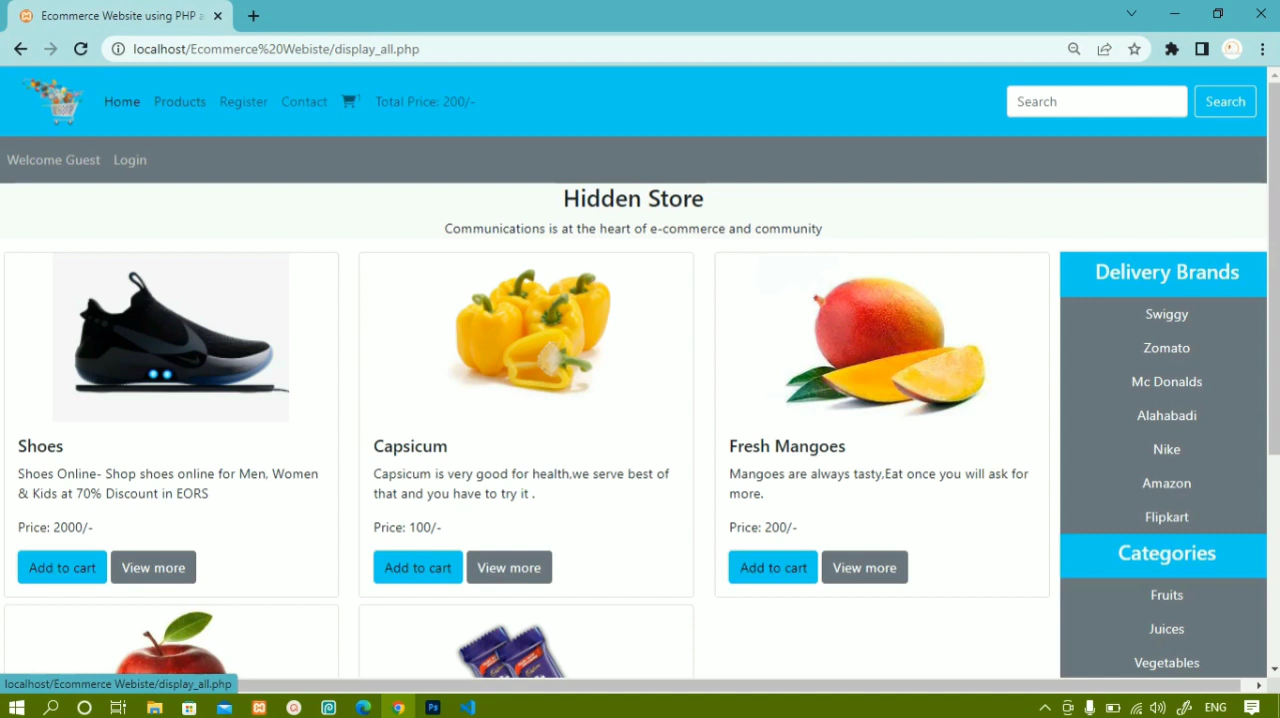 Ecommerce Website using PHP a
localhost/Ecommerce%20Webiste/display_all.php
Home Products Register Contact 1 Total Price: 200/- Search Search
Welcome Guest Login
Hidden Store
Communications is at the heart of e-commerce and community
Shoes
Shoes Online- Shop shoes online for Men, Women
& Kids at 70% Discount in EORS
Price: 2000/-
Add to cart View more
Capsicum
Capsicum is very good for health,we serve best of
that and you have to try it .
Price: 100/-
Add to cart View more
Fresh Mangoes
Mangoes are always tasty,Eat once you will ask for
more.
Price: 200/-
Add to cart View more
Delivery Brands
Swiggy
Zomato
Mc Donalds
Alahabadi
Nike
Amazon
Flipkart
Categories
Fruits
Juices
Vegetables
localhost/Ecommerce Webiste/display_all.php
Ps
ENG